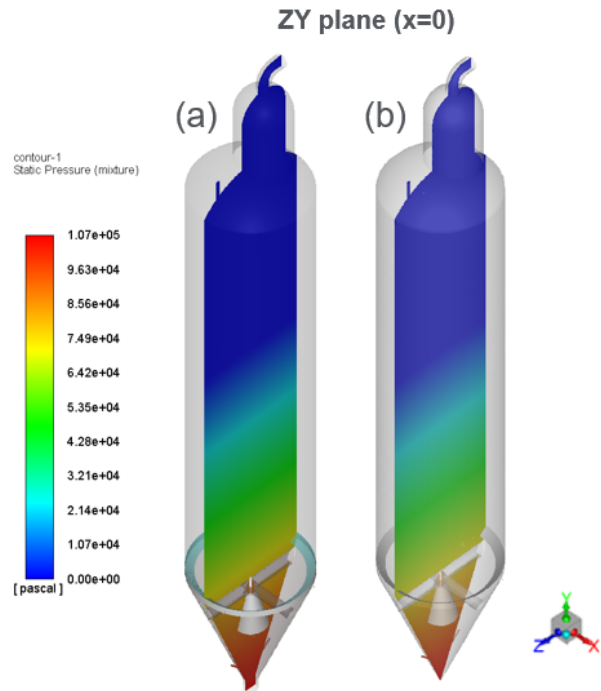 ZY plane (x=0)
(a)
(b)
contour-1
Static Pressure (mixture)
1.07e+05
9.63e+04
8.56e+04
7.49e+04
6.42e+04
5.35e+04
4.28e+04
3.21e+04
2.14e+04
1.07e+04
0.00e+00
[ pascal ]
Y
Z
X